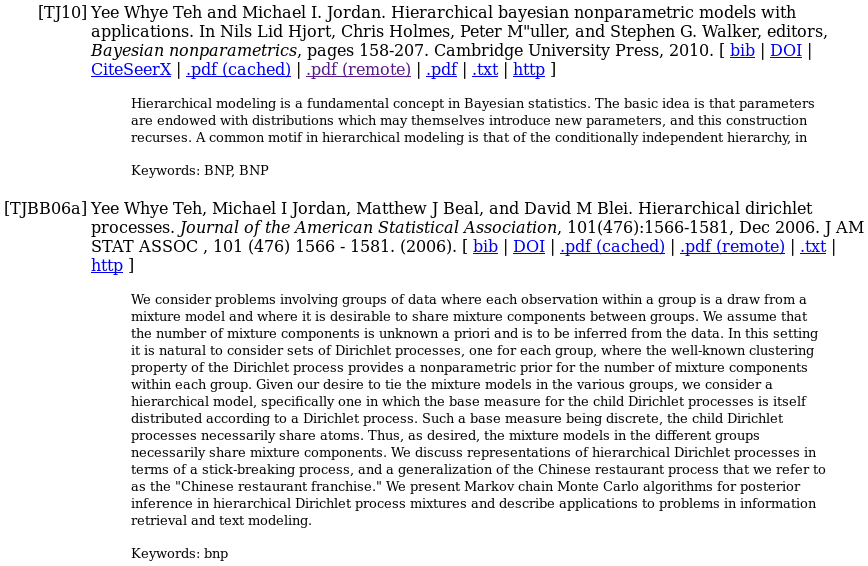 [TJ10] Yee Whye Teh and Michael I. Jordan. Hierarchical bayesian nonparametric models with
applications. In Nils Lid Hjort, Chris Holmes, Peter M"uller, and Stephen G. Walker, editors,
Bayesian nonparametrics, pages 158-207. Cambridge University Press, 2010. [ bib | DOI |
CiteSeerX | .pdf (cached) | .pdf (remote) | .pdf | .txt | http ]
Hierarchical modeling is a fundamental concept in Bayesian statistics. The basic idea is that parameters
are endowed with distributions which may themselves introduce new parameters, and this construction
recurses. A common motif in hierarchical modeling is that of the conditionally independent hierarchy, in
Keywords: BNP, BNP
[TJBB06a] Yee Whye Teh, Michael I Jordan, Matthew J Beal, and David M Blei. Hierarchical dirichlet
processes. Journal of the American Statistical Association, 101(476):1566-1581, Dec 2006. J AM
STAT ASSOC , 101 (476) 1566 - 1581. (2006). [ bib | DOI | .pdf (cached) | .pdf (remote) | .txt |
http ]
We consider problems involving groups of data where each observation within a group is a draw from a
mixture model and where it is desirable to share mixture components between groups. We assume that
the number of mixture components is unknown a priori and is to be inferred from the data. In this setting
it is natural to consider sets of Dirichlet processes, one for each group, where the well-known clustering
property of the Dirichlet process provides a nonparametric prior for the number of mixture components
within each group. Given our desire to tie the mixture models in the various groups, we consider a
hierarchical model, specifically one in which the base measure for the child Dirichlet processes is itself
distributed according to a Dirichlet process. Such a base measure being discrete, the child Dirichlet
processes necessarily share atoms. Thus, as desired, the mixture models in the different groups
necessarily share mixture components. We discuss representations of hierarchical Dirichlet processes in
terms of a stick-breaking process, and a generalization of the Chinese restaurant process that we refer to
as the "Chinese restaurant franchise." We present Markov chain Monte Carlo algorithms for posterior
inference in hierarchical Dirichlet process mixtures and describe applications to problems in information
retrieval and text modeling.
Keywords: bnp